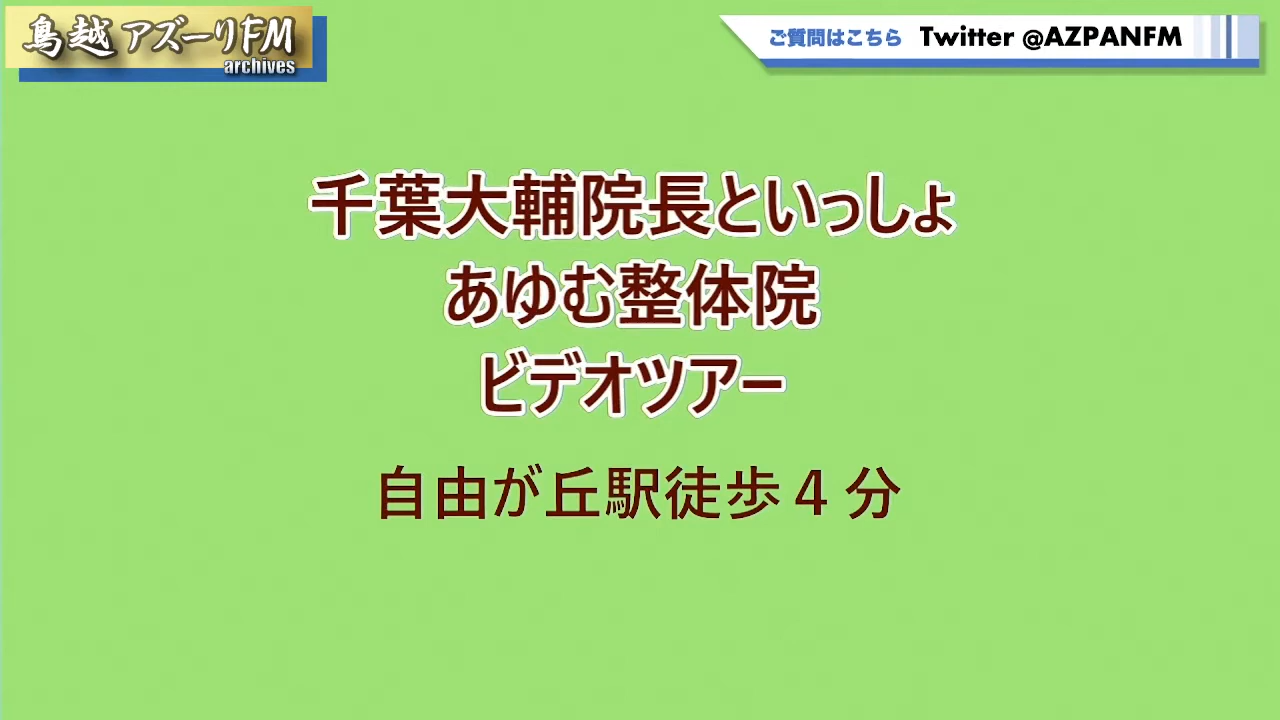 鳥越アズーリFM
archives
ご質問はこちら Twitter @AZPANFM
千葉大輔院長といっしょ
あゆむ整体院
ビデオツアー
自由が丘駅徒歩４分